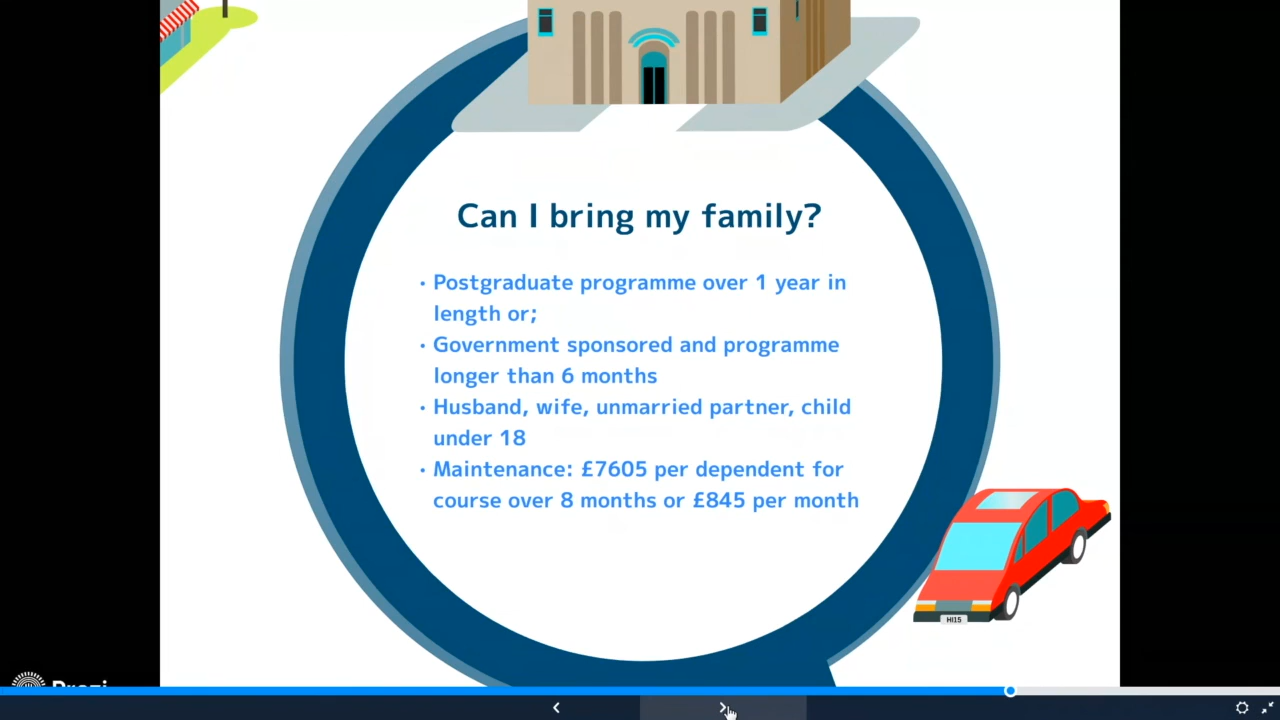 Can I bring my family?
• Postgraduate programme over 1 year in
length or;
• Government sponsored and programme
longer than 6 months
• Husband, wife, unmarried partner, child
under 18
• Maintenance: £7605 per dependent for
course over 8 months or £845 per month
HI15
Prezi